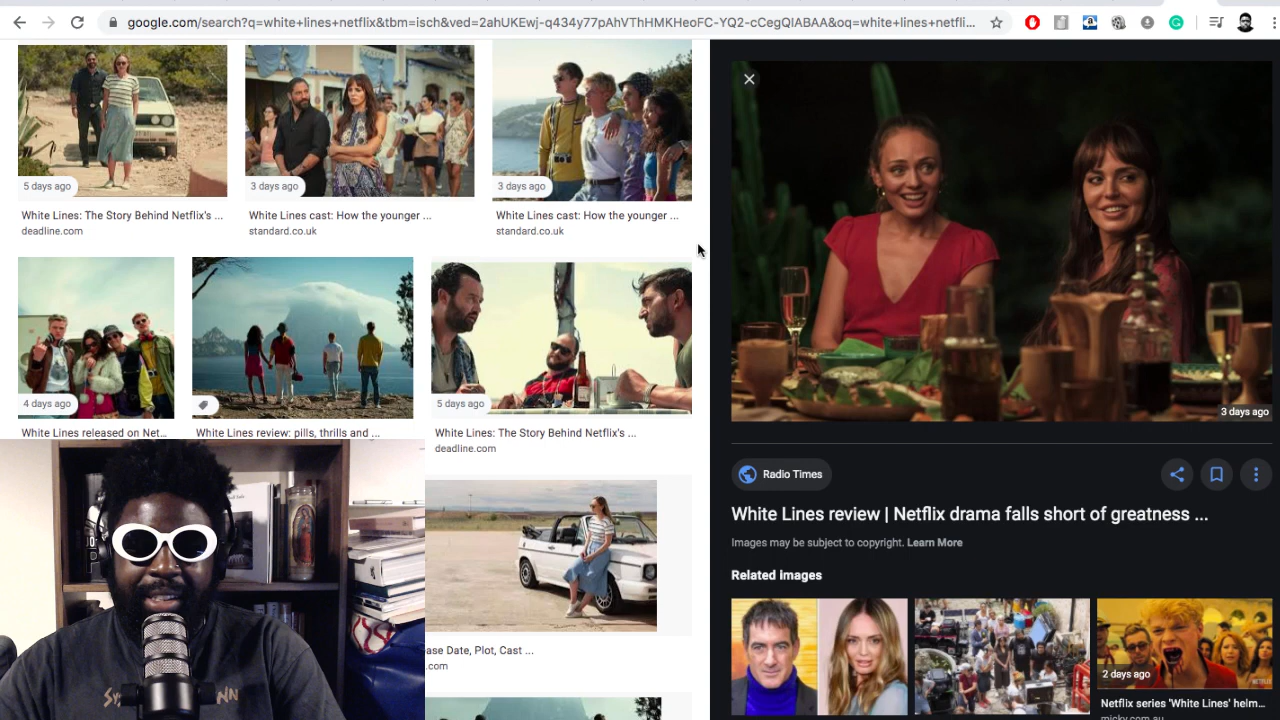 google.com/search?q=white+lines+netflix&tbm=isch&ved=2ahUKEwj-q434y77pAhVThHMKHeoFC-YQ2-cCegQIABAA&oq=white+lines+netfli...
5 days ago
3 days ago
3 days ago
White Lines: The Story Behind Netflix's ...
White Lines cast: How the younger ...
White Lines cast: How the younger ...
deadline.com
standard.co.uk
standard.co.uk
4 days ago
5 days ago
White Lines released on Net...
White Lines review: pills, thrills and ...
White Lines: The Story Behind Netflix's ...
deadline.com
ease Date, Plot, Cast ...
.com
3 days ago
Radio Times
White Lines review | Netflix drama falls short of greatness ...
Images may be subject to copyright. Learn More
Related images
2 days ago
NETFLIX
Netflix series 'White Lines' helm...
micky.com.au